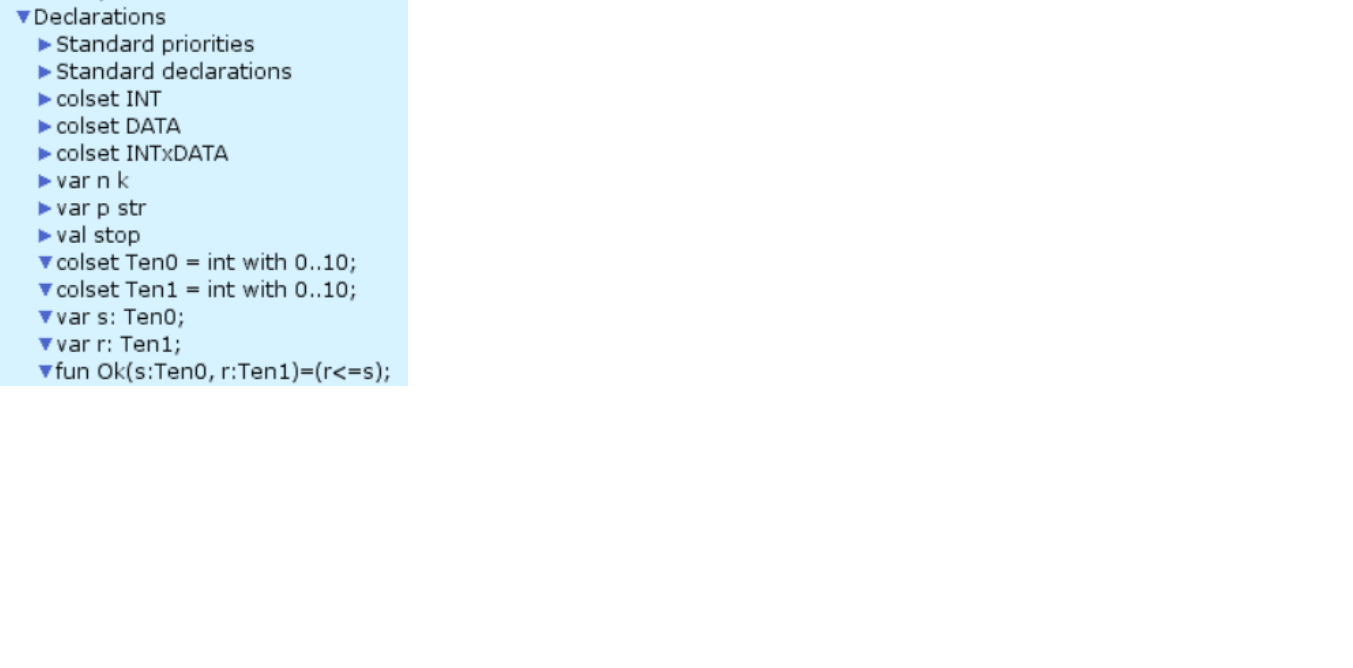 Declarations
Standard priorities
Standard declarations
colset INT
colset DATA
colset INTxDATA
var n k
var p str
val stop
colset Ten0 = int with 0..10;
colset Ten1 = int with 0..10;
var s: Ten0;
var r: Ten1;
fun Ok(s:Ten0, r:Ten1)=(r<=s);